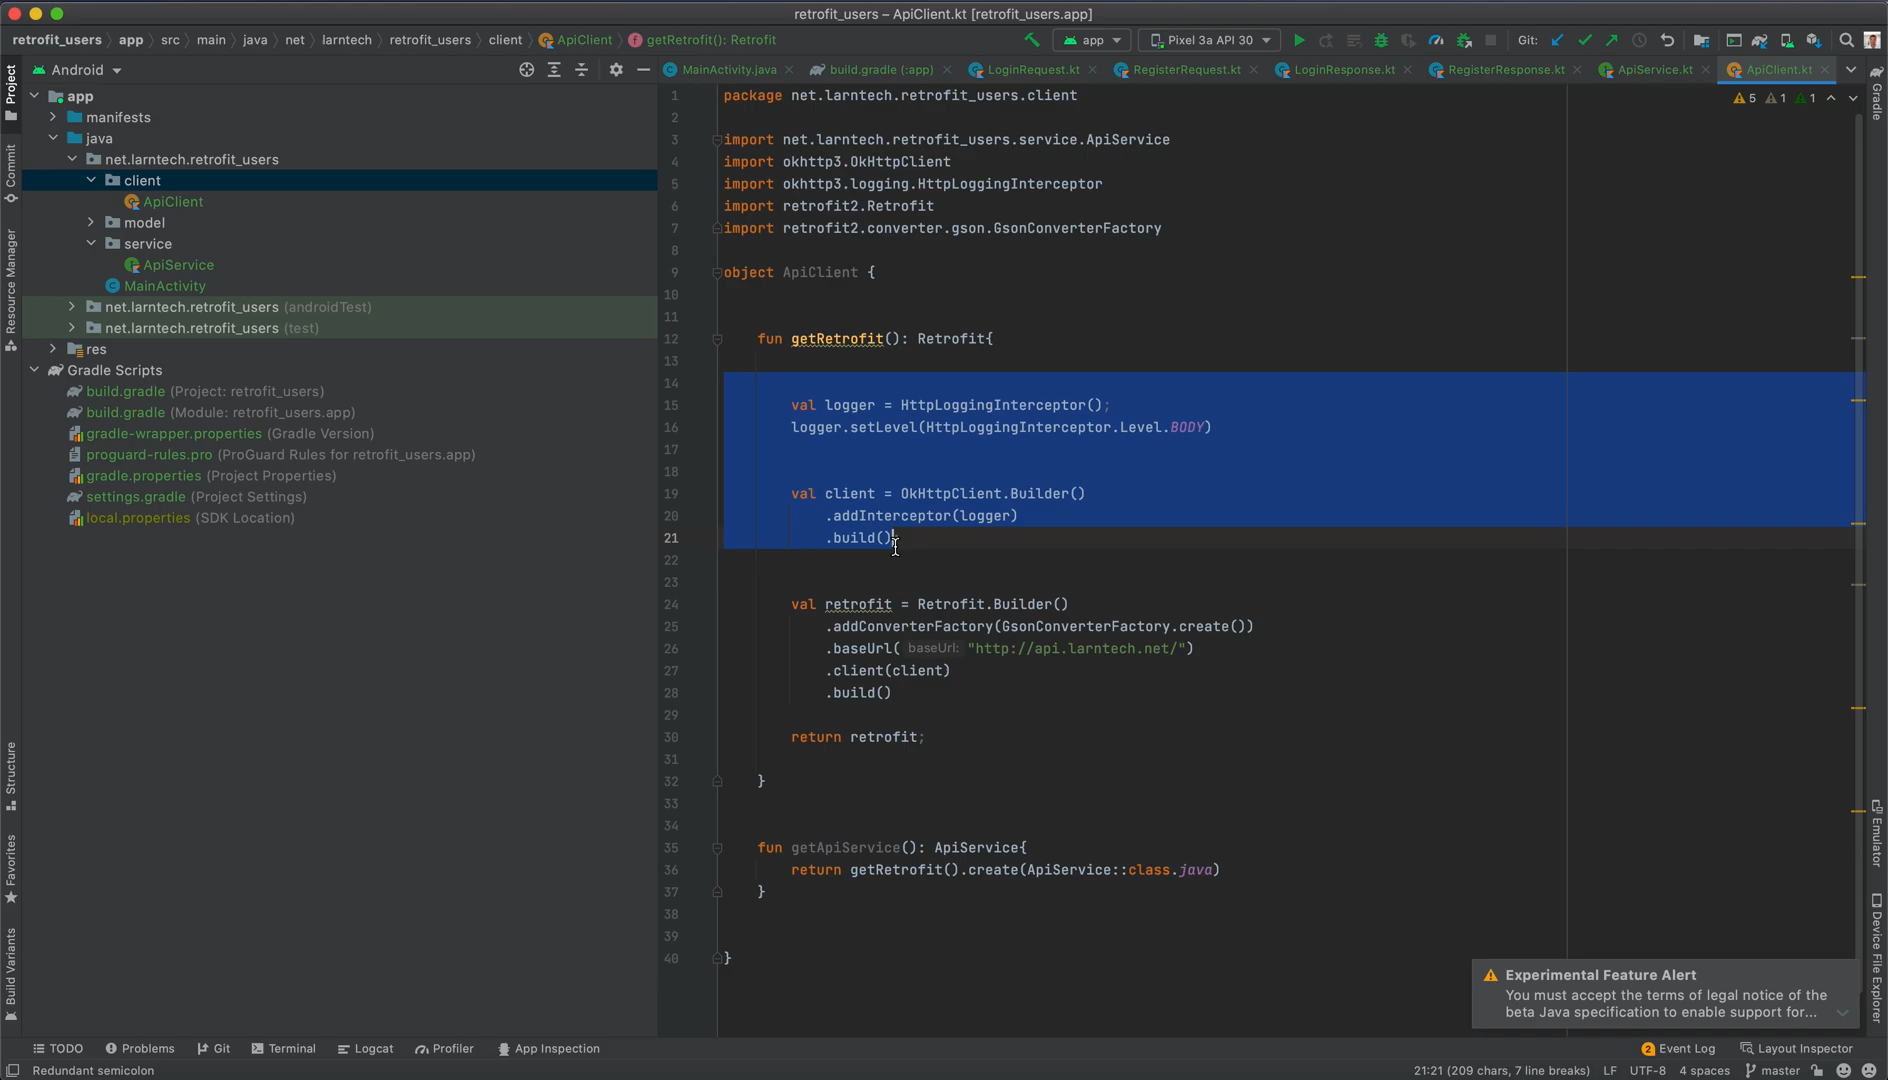 retrofit_users – ApiClient.kt [retrofit_users.app]
retrofit_users › app › src › main › java › net › larntech › retrofit_users › client › ApiClient › getRetrofit(): Retrofit
app
Pixel 3a API 30
Git:
Android
MainActivity.java
build.gradle (:app)
LoginRequest.kt
RegisterRequest.kt
LoginResponse.kt
RegisterResponse.kt
ApiService.kt
ApiClient.kt
Project
Commit
Resource Manager
Structure
Favorites
Build Variants
app
manifests
java
net.larntech.retrofit_users
client
ApiClient
model
service
ApiService
MainActivity
net.larntech.retrofit_users (androidTest)
net.larntech.retrofit_users (test)
res
Gradle Scripts
build.gradle (Project: retrofit_users)
build.gradle (Module: retrofit_users.app)
gradle-wrapper.properties (Gradle Version)
proguard-rules.pro (ProGuard Rules for retrofit_users.app)
gradle.properties (Project Properties)
settings.gradle (Project Settings)
local.properties (SDK Location)
5 1 1
1 package net.larntech.retrofit_users.client
2
3 import net.larntech.retrofit_users.service.ApiService
4 import okhttp3.OkHttpClient
5 import okhttp3.logging.HttpLoggingInterceptor
6 import retrofit2.Retrofit
7 import retrofit2.converter.gson.GsonConverterFactory
8
9 object ApiClient {
10
11
12 fun getRetrofit(): Retrofit{
13
14
15 val logger = HttpLoggingInterceptor();
16 logger.setLevel(HttpLoggingInterceptor.Level.BODY)
17
18
19 val client = OkHttpClient.Builder()
20 .addInterceptor(logger)
21 .build()
22
23
24 val retrofit = Retrofit.Builder()
25 .addConverterFactory(GsonConverterFactory.create())
26 .baseUrl( baseUrl: "http://api.larntech.net/")
27 .client(client)
28 .build()
29
30 return retrofit;
31
32 }
33
34
35 fun getApiService(): ApiService{
36 return getRetrofit().create(ApiService::class.java)
37 }
38
39
40 }
Gradle
Emulator
Device File Explorer
Experimental Feature Alert
You must accept the terms of legal notice of the
beta Java specification to enable support for...
TODO
Problems
Git
Terminal
Logcat
Profiler
App Inspection
2 Event Log
Layout Inspector
Redundant semicolon
21:21 (209 chars, 7 line breaks)
LF
UTF-8
4 spaces
master